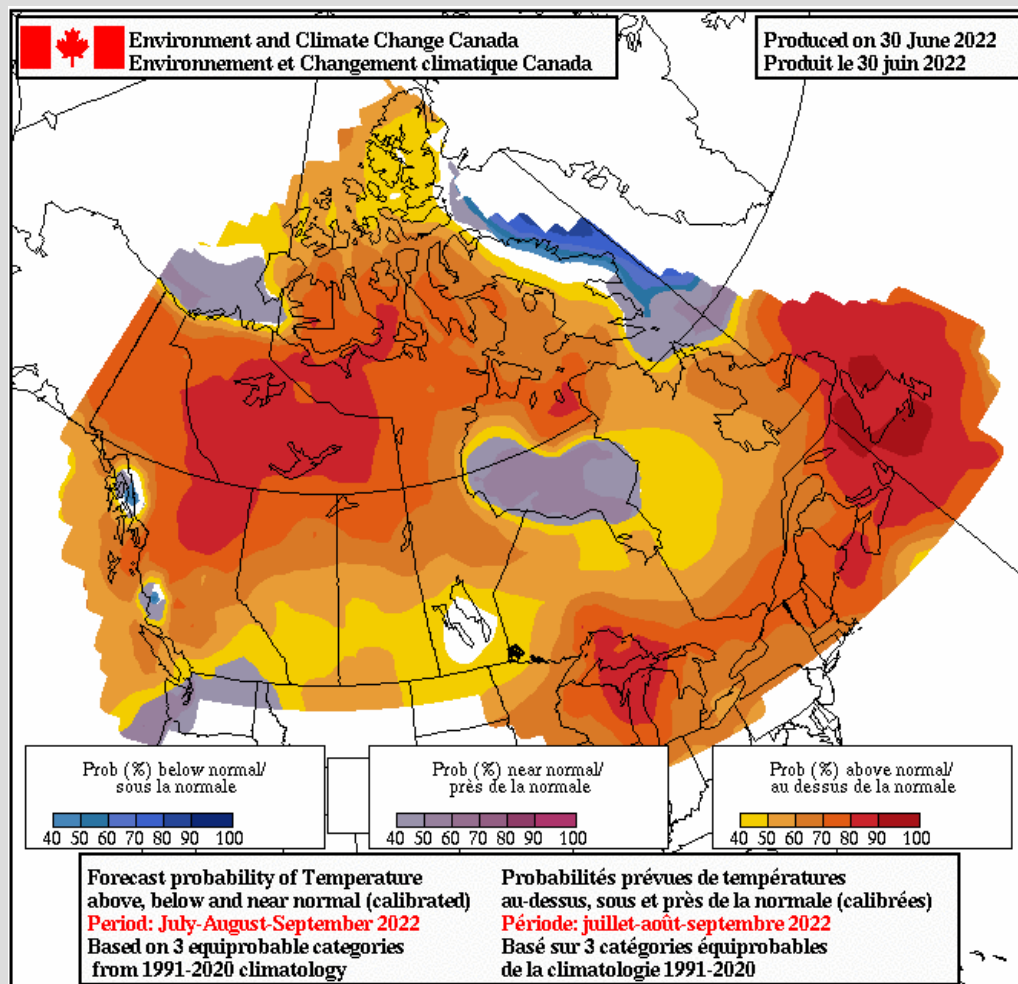 Environment and Climate Change Canada
Environnement et Changement climatique Canada
Produced on 30 June 2022
Produit le 30 juin 2022
Prob (%) below normal/
sous la normale
40 50 60 70 80 90 100
Prob (%) near normal/
près de la normale
40 50 60 70 80 90 100
Prob (%) above normal/
au dessus de la normale
40 50 60 70 80 90 100
Forecast probability of Temperature
above, below and near normal (calibrated)
Period: July-August-September 2022
Based on 3 equiprobable categories
from 1991-2020 climatology
Probabilités prévues de températures
au-dessus, sous et près de la normale (calibrées)
Période: juillet-août-septembre 2022
Basé sur 3 catégories équiprobables
de la climatologie 1991-2020